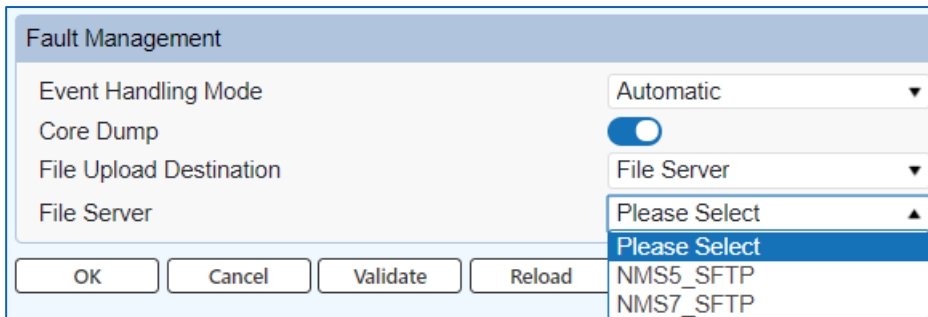 Fault Management
Event Handling Mode Automatic
Core Dump
File Upload Destination File Server
File Server Please Select
Please Select
OK Cancel Validate Reload NMS5_SFTP
NMS7_SFTP